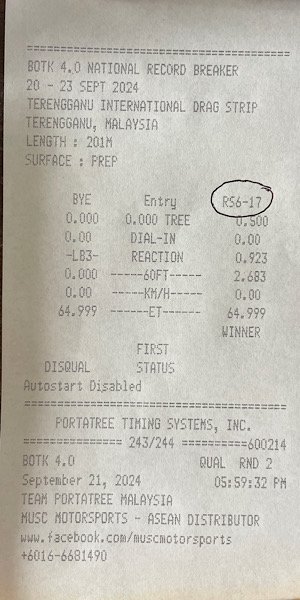 ===================================
BOTK 4.0 NATIONAL RECORD BREAKER
20 - 23 SEPT 2024
TERENGGANU INTERNATIONAL DRAG STRIP
TERENGGANU, MALAYSIA
LENGTH : 201M
SURFACE : PREP
BYE Entry RS6-17
0.000 0.000 TREE 0.500
0.00 DIAL-IN 0.00
-LB3- REACTION 0.923
0.000 -----60FT----- 2.683
0.00 -----KM/H----- 0.00
64.999 ------ET------ 64.999
WINNER
FIRST
DISQUAL STATUS
Autostart Disabled
===================================
PORTATREE TIMING SYSTEMS, INC.
============= 243/244 ==========600214
BOTK 4.0 QUAL RND 2
September 21, 2024 05:59:32 PM
TEAM PORTATREE MALAYSIA
MUSC MOTORSPORTS - ASEAN DISTRIBUTOR
www.facebook.com/muscmotorsports
+6016-6681490